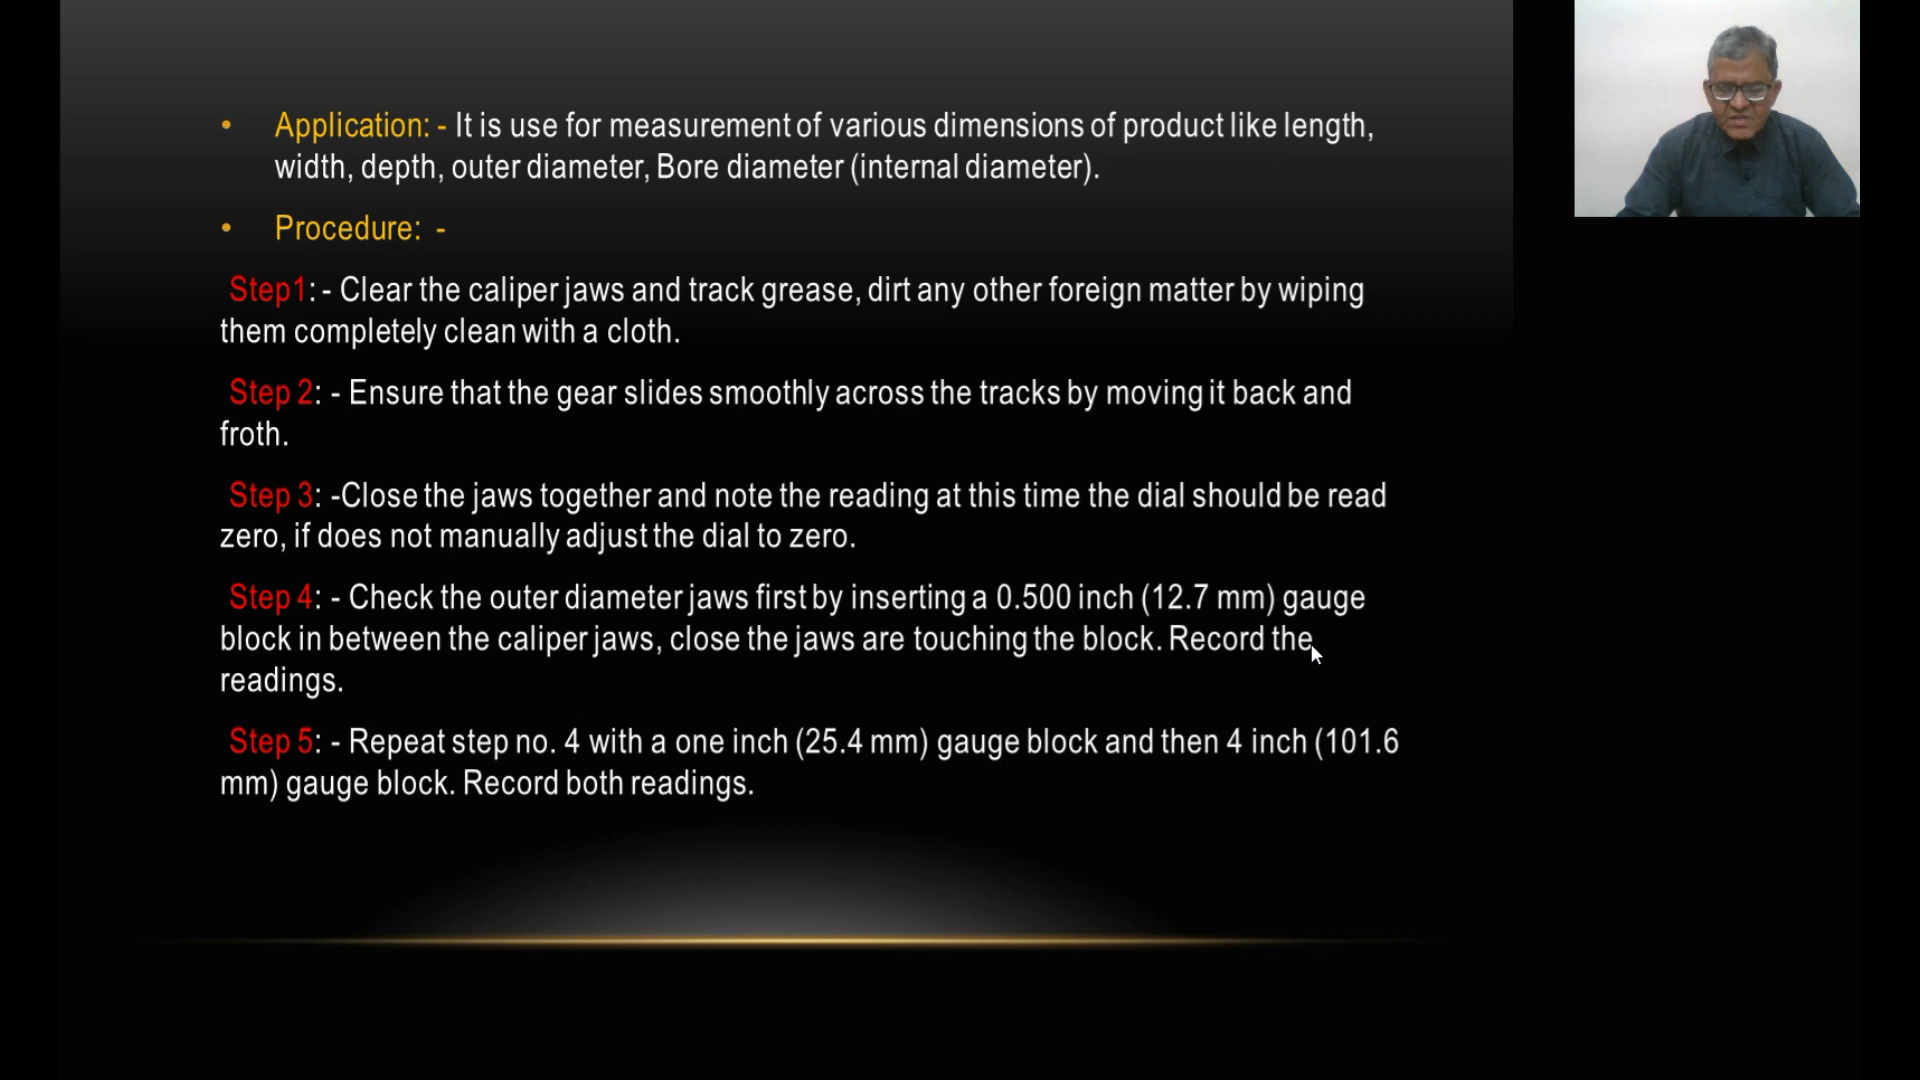 • Application: - It is use for measurement of various dimensions of product like length,
width, depth, outer diameter, Bore diameter (internal diameter).
• Procedure: -
Step1: - Clear the caliper jaws and track grease, dirt any other foreign matter by wiping
them completely clean with a cloth.
Step 2: - Ensure that the gear slides smoothly across the tracks by moving it back and
froth.
Step 3: -Close the jaws together and note the reading at this time the dial should be read
zero, if does not manually adjust the dial to zero.
Step 4: - Check the outer diameter jaws first by inserting a 0.500 inch (12.7 mm) gauge
block in between the caliper jaws, close the jaws are touching the block. Record the
readings.
Step 5: - Repeat step no. 4 with a one inch (25.4 mm) gauge block and then 4 inch (101.6
mm) gauge block. Record both readings.